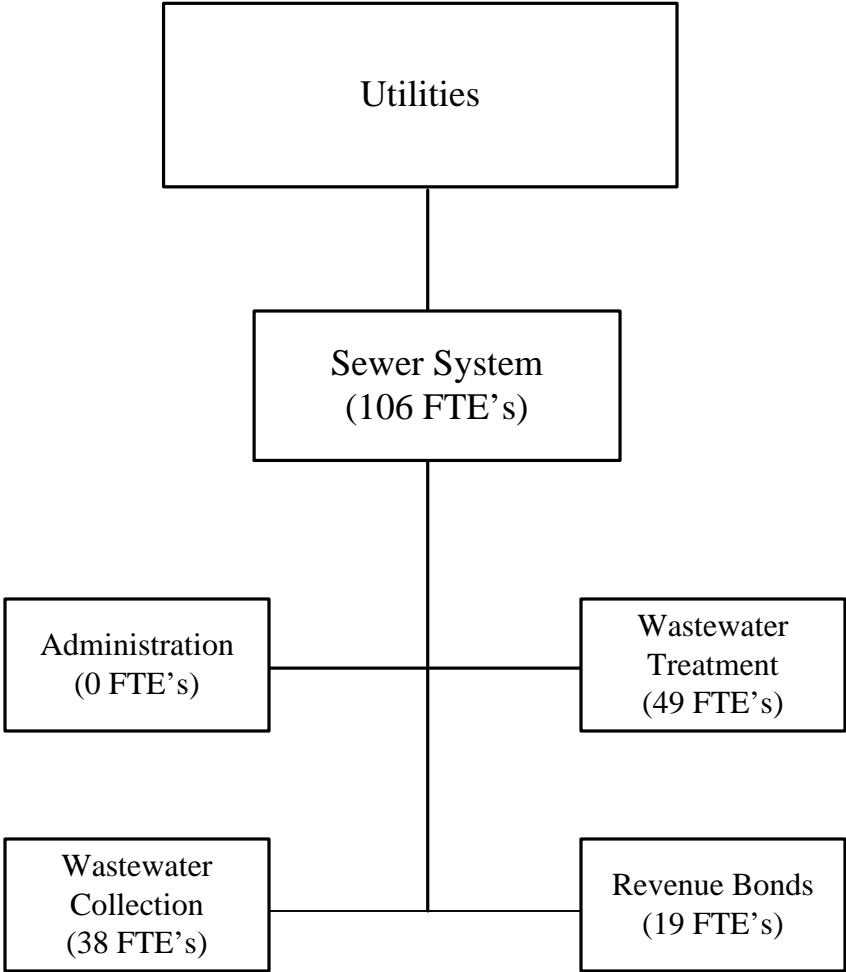 Utilities
Sewer System
(106 FTE’s)
Administration
(0 FTE’s)
Wastewater
Treatment
(49 FTE’s)
Wastewater
Collection
(38 FTE’s)
Revenue Bonds
(19 FTE’s)